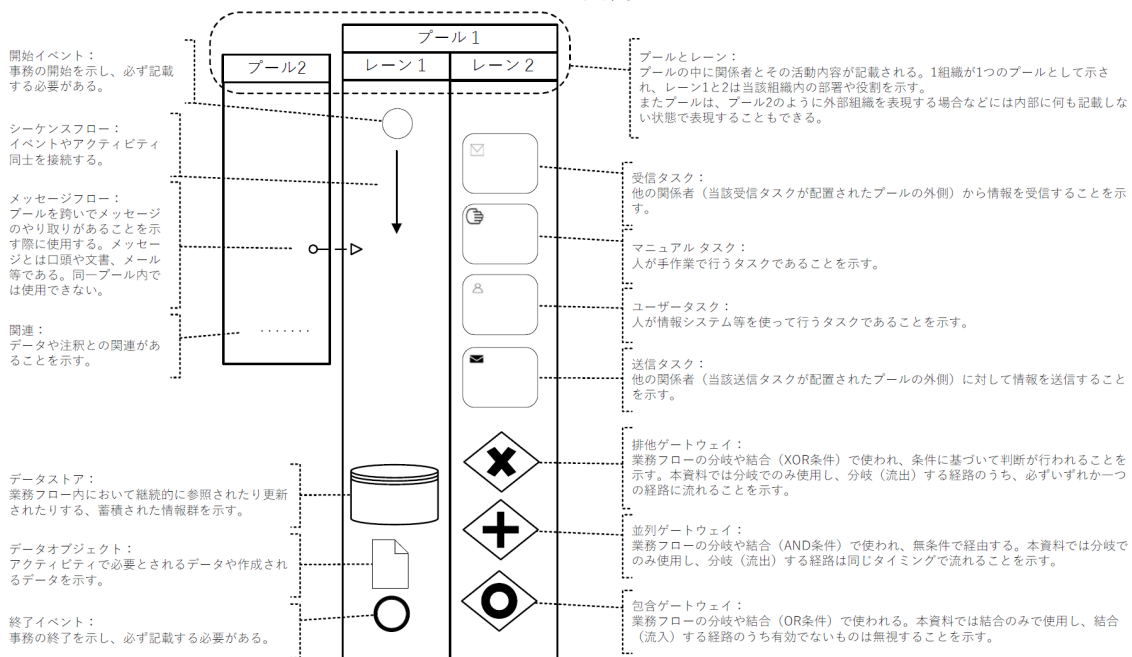 プール1
プール2
レーン1
レーン2
開始イベント：
事務の開始を示し、必ず記載
する必要がある。
シーケンスフロー：
イベントやアクティビティ
同士を接続する。
メッセージフロー：
プールを跨いでメッセージ
のやり取りがあることを示
す際に使用する。メッセー
ジとは口頭や文書、メール
等である。同一プール内で
は使用できない。
関連：
データや注釈との関連があ
ることを示す。
データストア：
業務フロー内において継続的に参照されたり更新
されたりする、蓄積された情報群を示す。
データオブジェクト：
アクティビティで必要とされるデータや作成され
るデータを示す。
終了イベント：
事務の終了を示し、必ず記載する必要がある。
プールとレーン：
プールの中に関係者とその活動内容が記載される。1組織が1つのプールとして示さ
れ、レーン1と2は当該組織内の部署や役割を示す。
またプールは、プール2のように外部組織を表現する場合などには内部に何も記載しな
い状態で表現することもできる。
受信タスク：
他の関係者（当該受信タスクが配置されたプールの外側）から情報を受信することを示
す。
マニュアル タスク：
人が手作業で行うタスクであることを示す。
ユーザータスク：
人が情報システム等を使って行うタスクであることを示す。
送信タスク：
他の関係者（当該送信タスクが配置されたプールの外側）に対して情報を送信すること
を示す。
排他ゲートウェイ：
業務フローの分岐や結合（XOR条件）で使われ、条件に基づいて判断が行われることを
示す。本資料では分岐でのみ使用し、分岐（流出）する経路のうち、必ずいずれか一つ
の経路に流れることを示す。
並列ゲートウェイ：
業務フローの分岐や結合（AND条件）で使われ、無条件で経由する。本資料では分岐で
のみ使用し、分岐（流出）する経路は同じタイミングで流れることを示す。
包含ゲートウェイ：
業務フローの分岐や結合（OR条件）で使われる。本資料では結合のみで使用し、結合
（流入）する経路のうち有効でないものは無視することを示す。